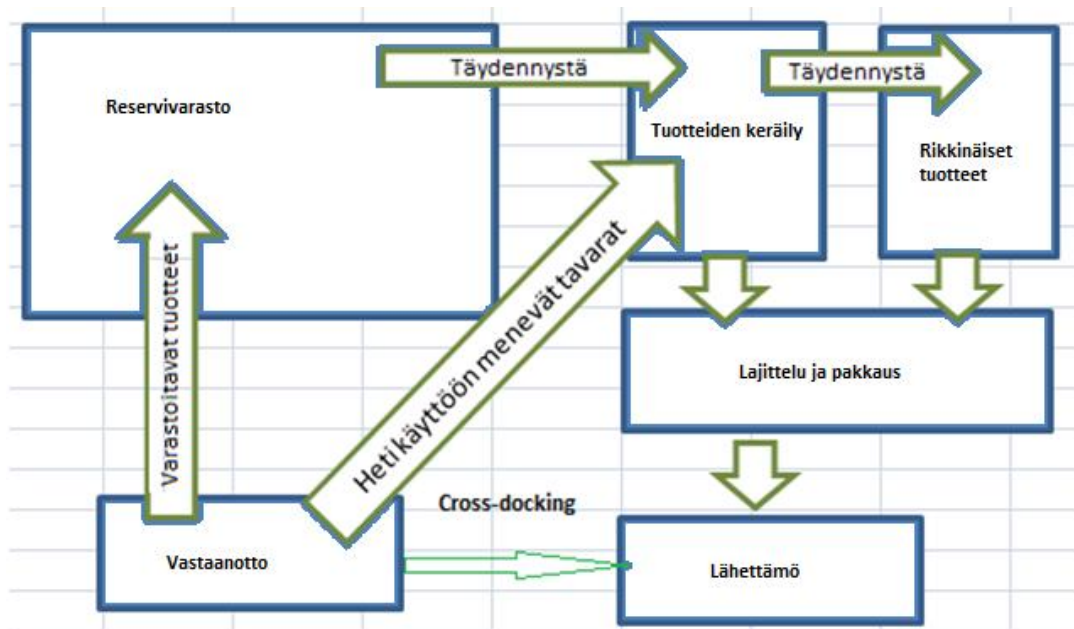 Täydennystä
Täydennystä
Reservivarasto
Tuotteiden keräily
Rikkinäiset
tuotteet
Varastoitavat tuotteet
Heti käyttöön menevät tavarat
Lajittelu ja pakkaus
Cross-docking
Vastaanotto
Lähettämö